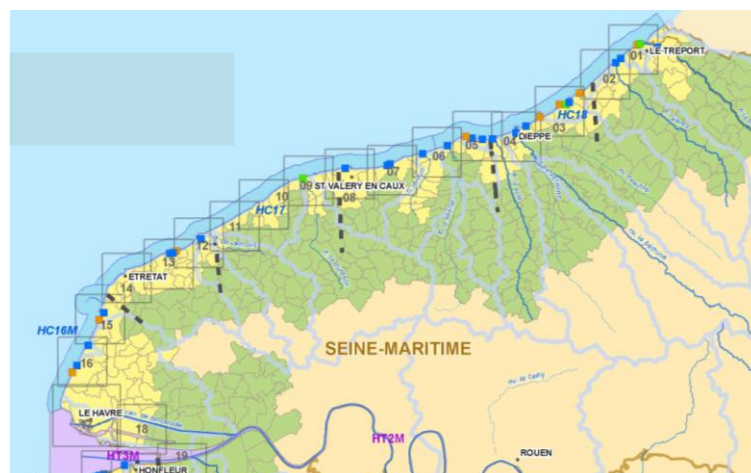 01
LE TREPORT
02
03
HC18
DIEPPE
04
05
06
07
ST VALERY EN CAUX
08
09
10
HC17
11
12
13
ETRETAT
14
15
HC16M
16
SEINE-MARITIME
LE HAVRE
17
18
19
HT3M
HONFLEUR
HT2M
ROUEN